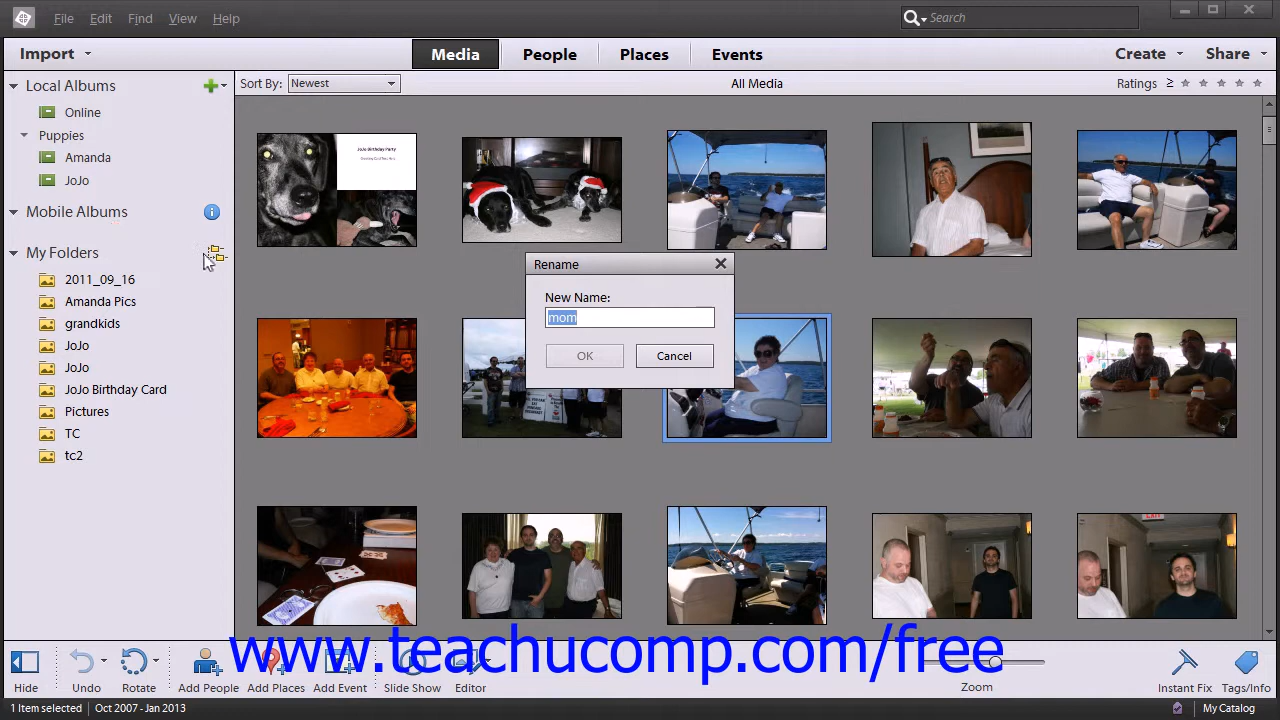 File Edit Find View Help Search
Import Media People Places Events Create Share
Local Albums Sort By: Newest All Media Ratings ≥
Online
Puppies
Amanda
JoJo
Mobile Albums
My Folders
2011_09_16
Amanda Pics
grandkids
JoJo
JoJo
JoJo Birthday Card
Pictures
TC
tc2
JoJo Birthday Party
Rename
New Name:
mom
OK Cancel
www.teachucomp.com/free
Hide Undo Rotate Add People Add Places Add Event Slide Show Editor Zoom Instant Fix Tags/Info
1 Item selected Oct 2007 - Jan 2013 My Catalog